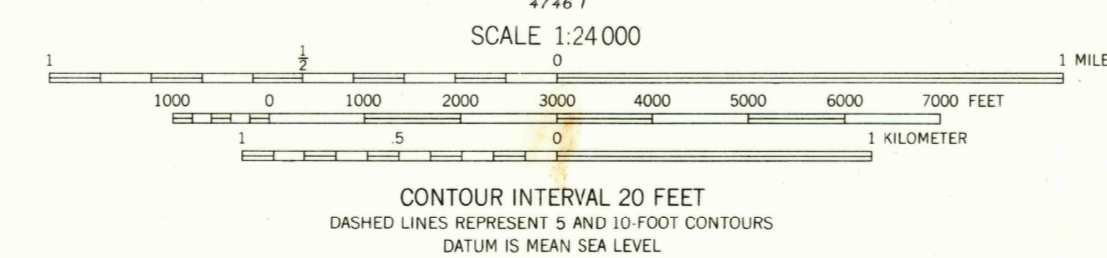 SCALE 1:24 000
1 1/2 0 1 MILE
1000 0 1000 2000 3000 4000 5000 6000 7000 FEET
1 .5 0 1 KILOMETER
CONTOUR INTERVAL 20 FEET
DASHED LINES REPRESENT 5 AND 10-FOOT CONTOURS
DATUM IS MEAN SEA LEVEL